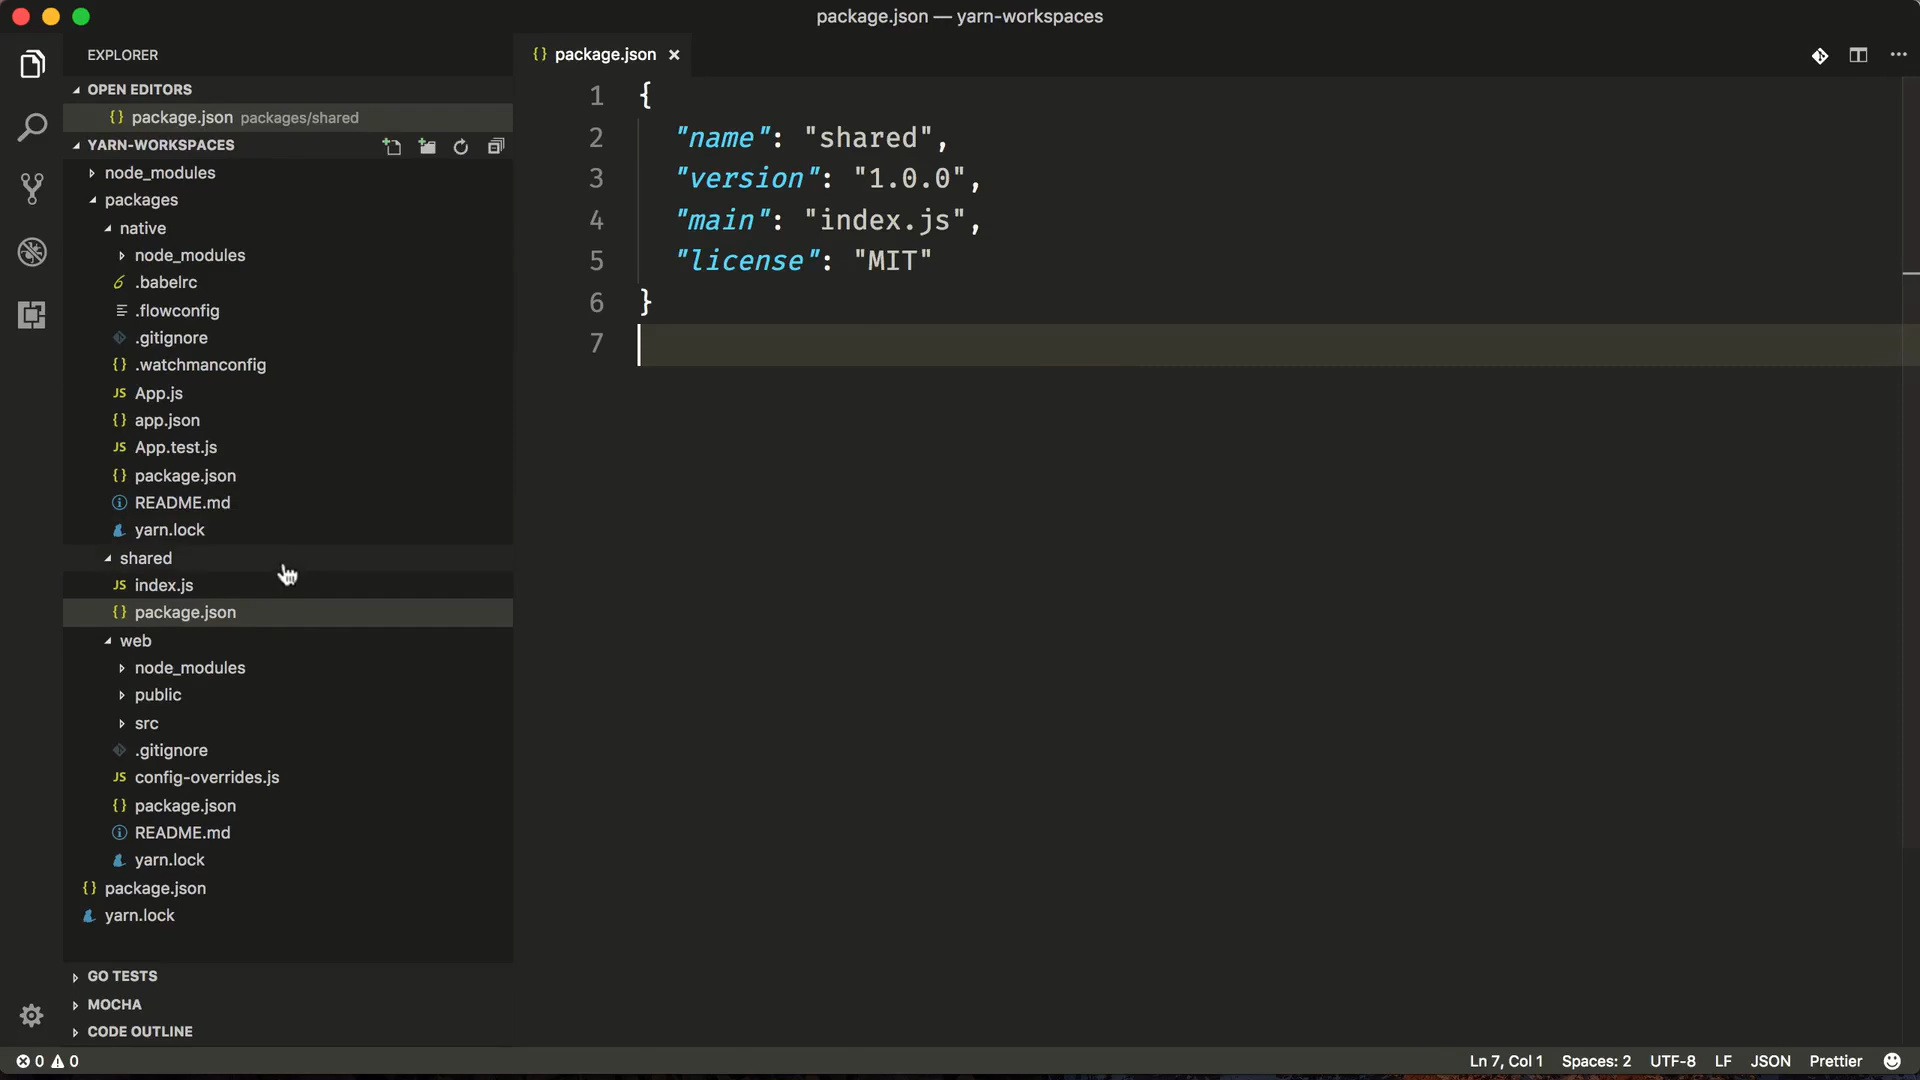 package.json — yarn-workspaces
EXPLORER
OPEN EDITORS
{} package.json packages/shared
YARN-WORKSPACES
node_modules
packages
native
node_modules
.babelrc
.flowconfig
.gitignore
{} .watchmanconfig
JS App.js
{} app.json
JS App.test.js
{} package.json
README.md
yarn.lock
shared
JS index.js
{} package.json
web
node_modules
public
src
.gitignore
JS config-overrides.js
{} package.json
README.md
yarn.lock
{} package.json
yarn.lock
GO TESTS
MOCHA
CODE OUTLINE
{} package.json ×
1 {
2 "name": "shared",
3 "version": "1.0.0",
4 "main": "index.js",
5 "license": "MIT"
6 }
7
0 0
Ln 7, Col 1 Spaces: 2 UTF-8 LF JSON Prettier